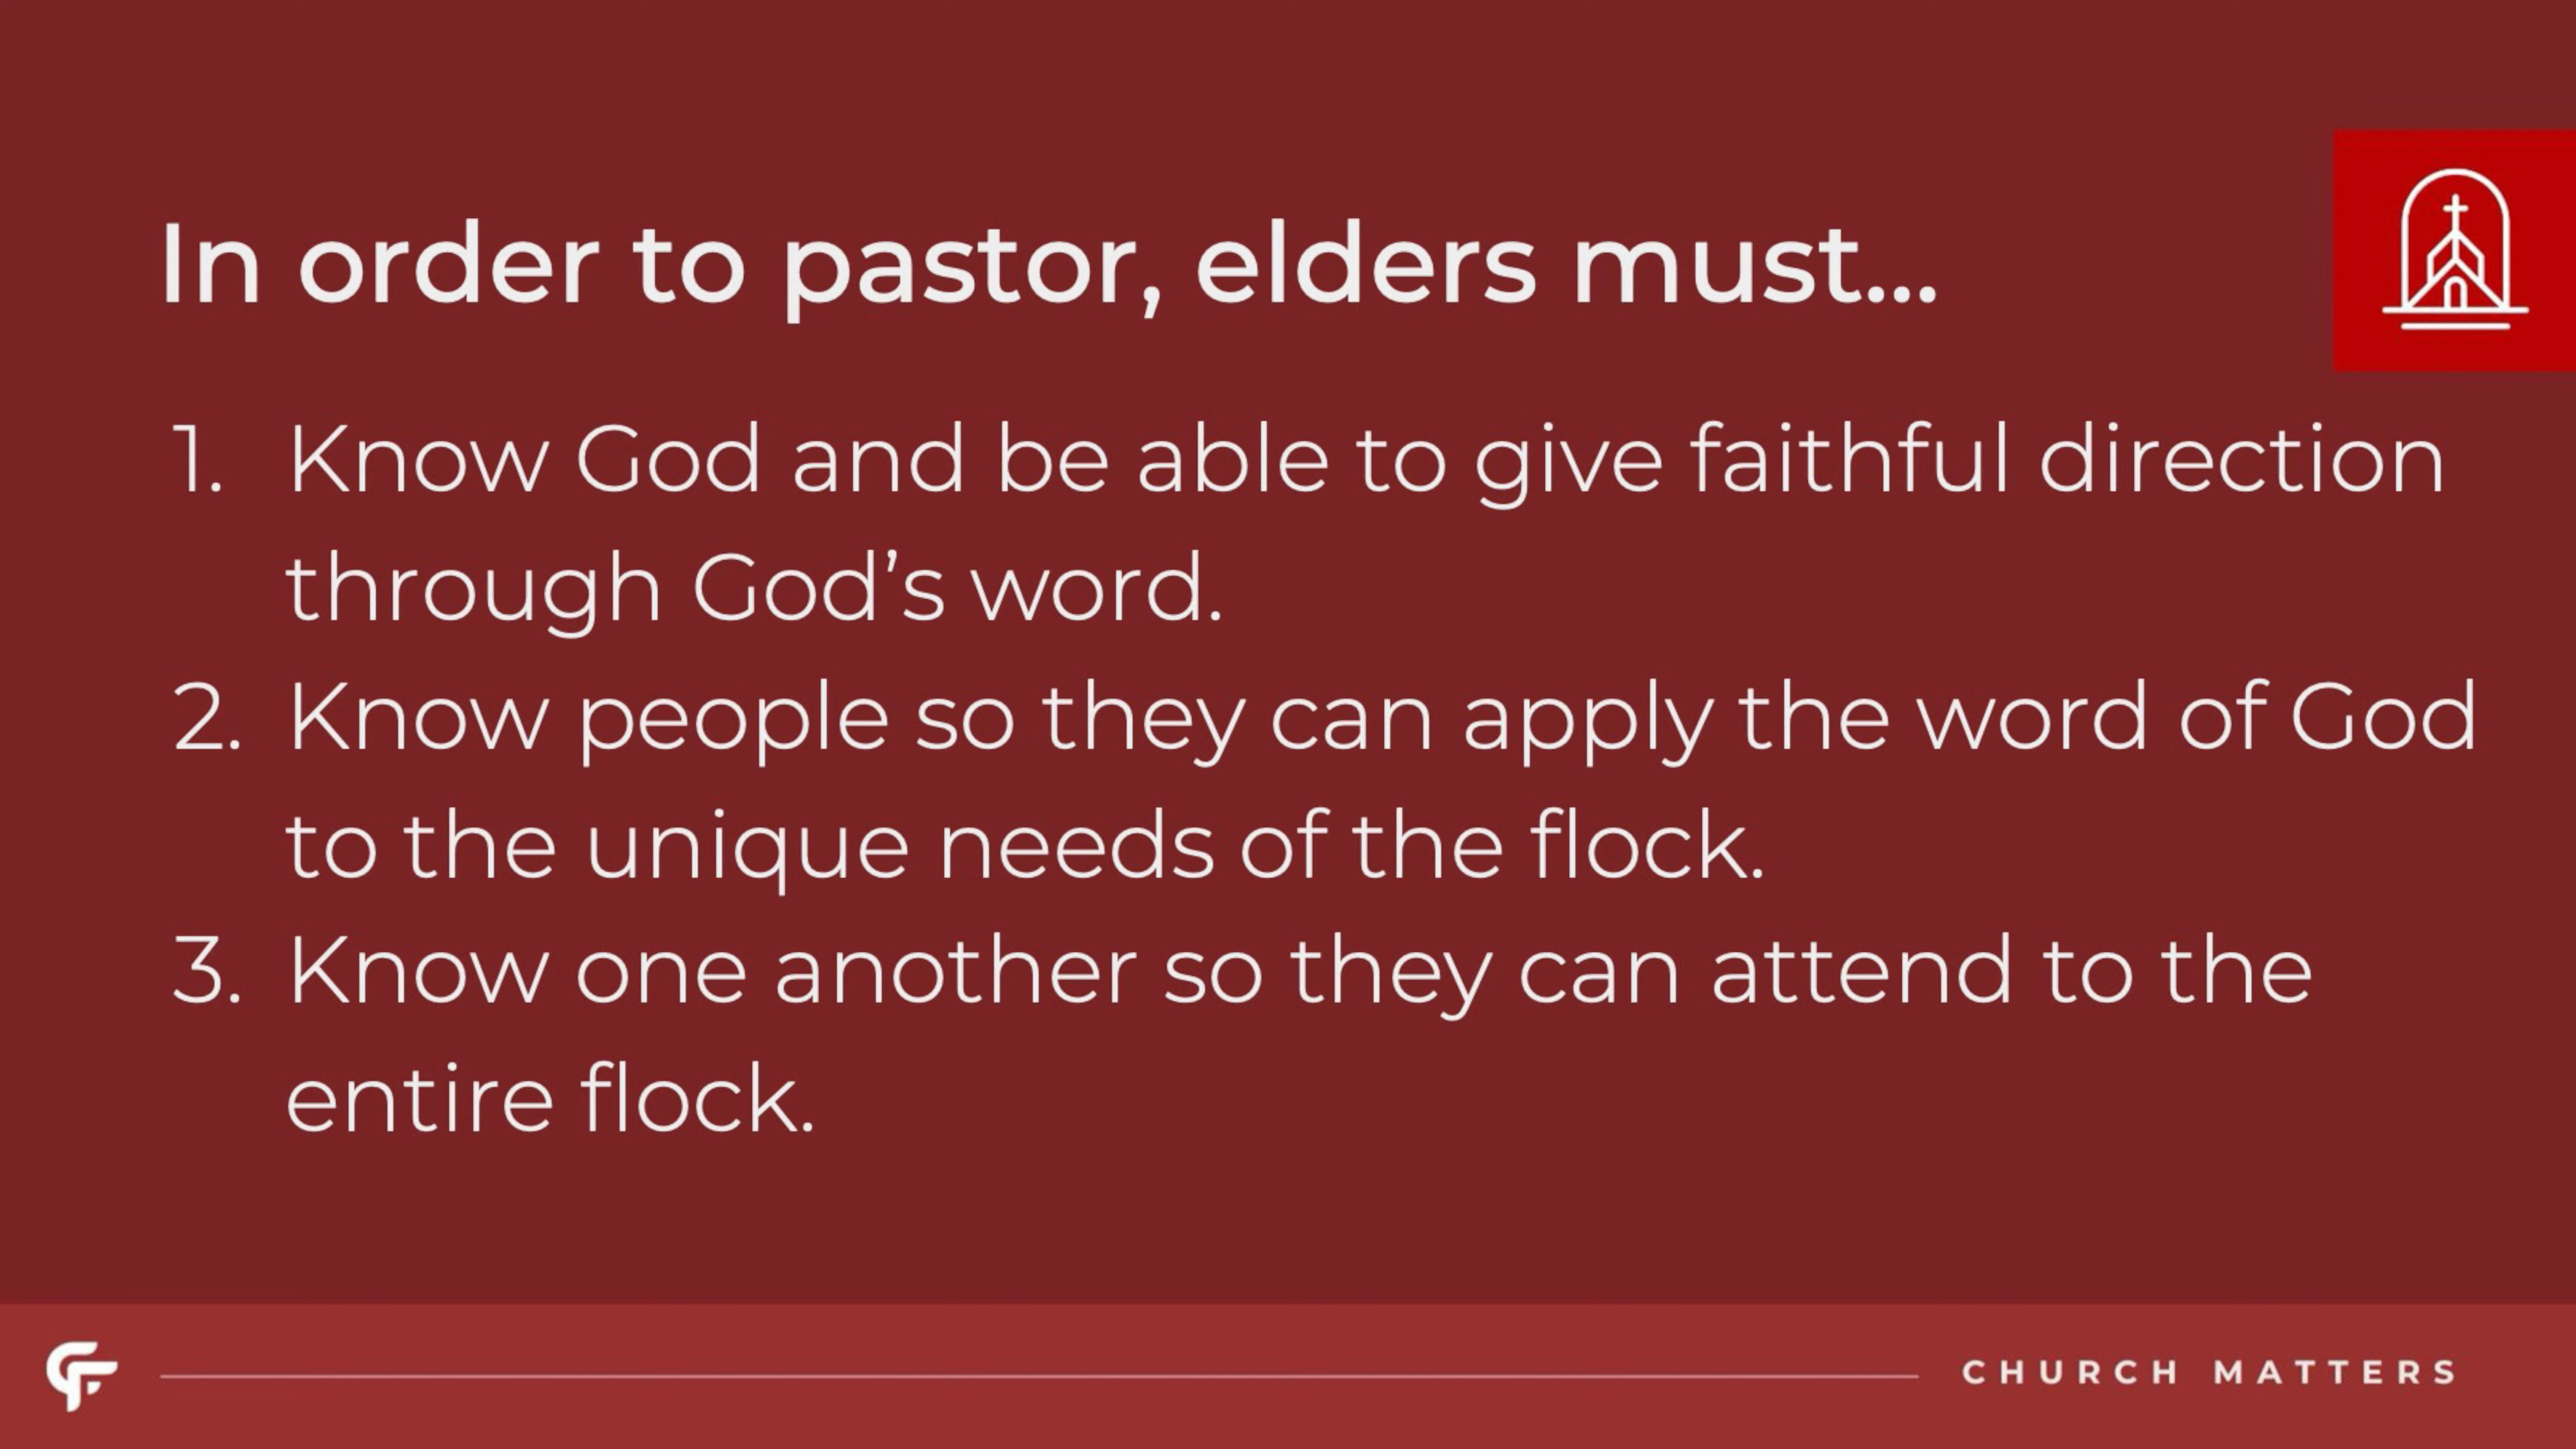 In order to pastor, elders must...
1. Know God and be able to give faithful direction
through God’s word.
2. Know people so they can apply the word of God
to the unique needs of the flock.
3. Know one another so they can attend to the
entire flock.
CHURCH MATTERS